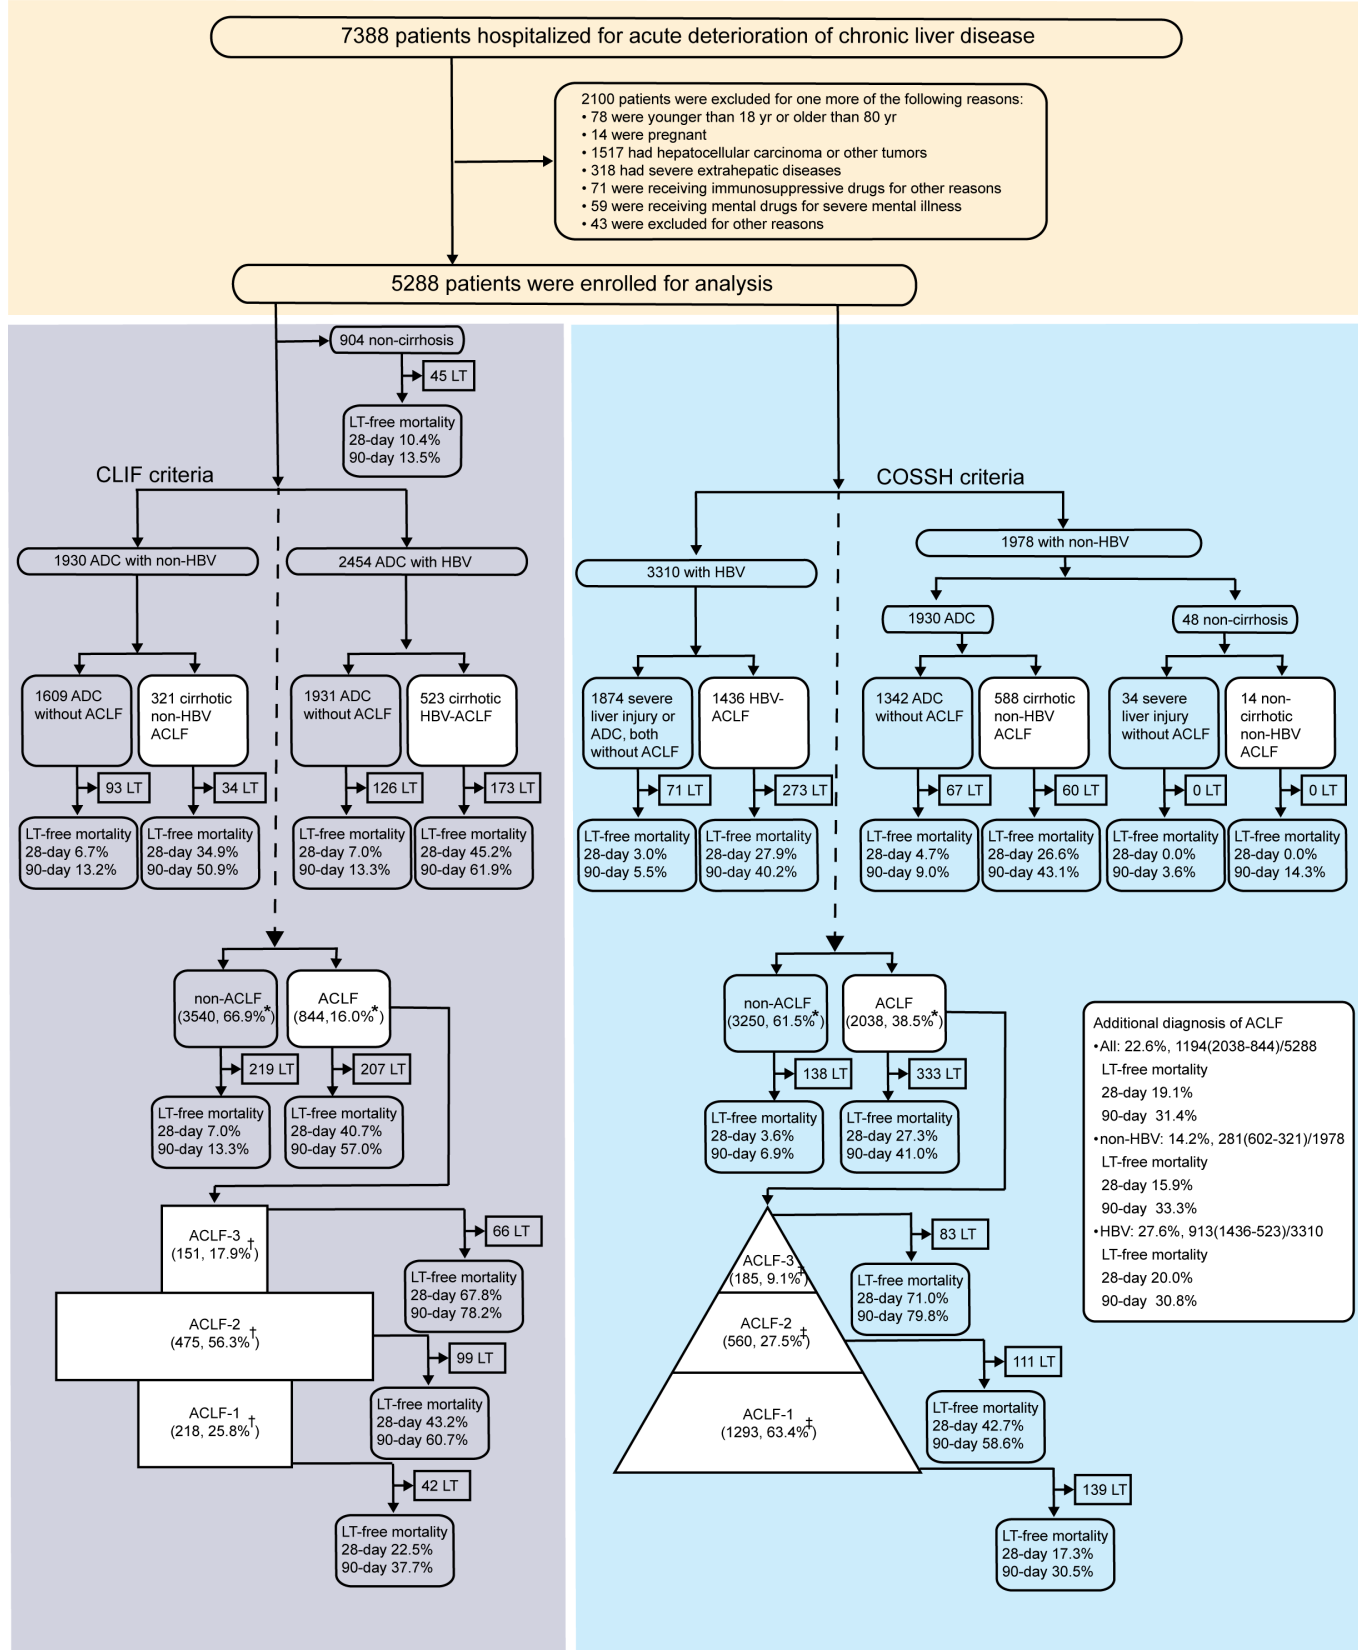 7388 patients hospitalized for acute deterioration of chronic liver disease
2100 patients were excluded for one more of the following reasons:
• 78 were younger than 18 yr or older than 80 yr
• 14 were pregnant
• 1517 had hepatocellular carcinoma or other tumors
• 318 had severe extrahepatic diseases
• 71 were receiving immunosuppressive drugs for other reasons
• 59 were receiving mental drugs for severe mental illness
• 43 were excluded for other reasons
5288 patients were enrolled for analysis
904 non-cirrhosis
45 LT
LT-free mortality
28-day 10.4%
90-day 13.5%
CLIF criteria
1930 ADC with non-HBV
2454 ADC with HBV
1609 ADC
without ACLF
321 cirrhotic
non-HBV
ACLF
1931 ADC
without ACLF
523 cirrhotic
HBV-ACLF
93 LT
34 LT
126 LT
173 LT
LT-free mortality
28-day 6.7%
90-day 13.2%
LT-free mortality
28-day 34.9%
90-day 50.9%
LT-free mortality
28-day 7.0%
90-day 13.3%
LT-free mortality
28-day 45.2%
90-day 61.9%
non-ACLF
(3540, 66.9%*)
ACLF
(844,16.0%*)
219 LT
207 LT
LT-free mortality
28-day 7.0%
90-day 13.3%
LT-free mortality
28-day 40.7%
90-day 57.0%
ACLF-3
(151, 17.9%†)
66 LT
LT-free mortality
28-day 67.8%
90-day 78.2%
ACLF-2
(475, 56.3%†)
99 LT
LT-free mortality
28-day 43.2%
90-day 60.7%
ACLF-1
(218, 25.8%†)
42 LT
LT-free mortality
28-day 22.5%
90-day 37.7%
COSSH criteria
3310 with HBV
1978 with non-HBV
1930 ADC
48 non-cirrhosis
1874 severe
liver injury or
ADC, both
without ACLF
1436 HBV-
ACLF
1342 ADC
without ACLF
588 cirrhotic
non-HBV
ACLF
34 severe
liver injury
without ACLF
14 non-
cirrhotic
non-HBV
ACLF
71 LT
273 LT
67 LT
60 LT
0 LT
0 LT
LT-free mortality
28-day 3.0%
90-day 5.5%
LT-free mortality
28-day 27.9%
90-day 40.2%
LT-free mortality
28-day 4.7%
90-day 9.0%
LT-free mortality
28-day 26.6%
90-day 43.1%
LT-free mortality
28-day 0.0%
90-day 3.6%
LT-free mortality
28-day 0.0%
90-day 14.3%
non-ACLF
(3250, 61.5%*)
ACLF
(2038, 38.5%*)
138 LT
333 LT
LT-free mortality
28-day 3.6%
90-day 6.9%
LT-free mortality
28-day 27.3%
90-day 41.0%
ACLF-3
(185, 9.1%‡)
83 LT
LT-free mortality
28-day 71.0%
90-day 79.8%
ACLF-2
(560, 27.5%‡)
111 LT
LT-free mortality
28-day 42.7%
90-day 58.6%
ACLF-1
(1293, 63.4%‡)
139 LT
LT-free mortality
28-day 17.3%
90-day 30.5%
Additional diagnosis of ACLF
•All: 22.6%, 1194(2038-844)/5288
LT-free mortality
28-day 19.1%
90-day 31.4%
•non-HBV: 14.2%, 281(602-321)/1978
LT-free mortality
28-day 15.9%
90-day 33.3%
•HBV: 27.6%, 913(1436-523)/3310
LT-free mortality
28-day 20.0%
90-day 30.8%